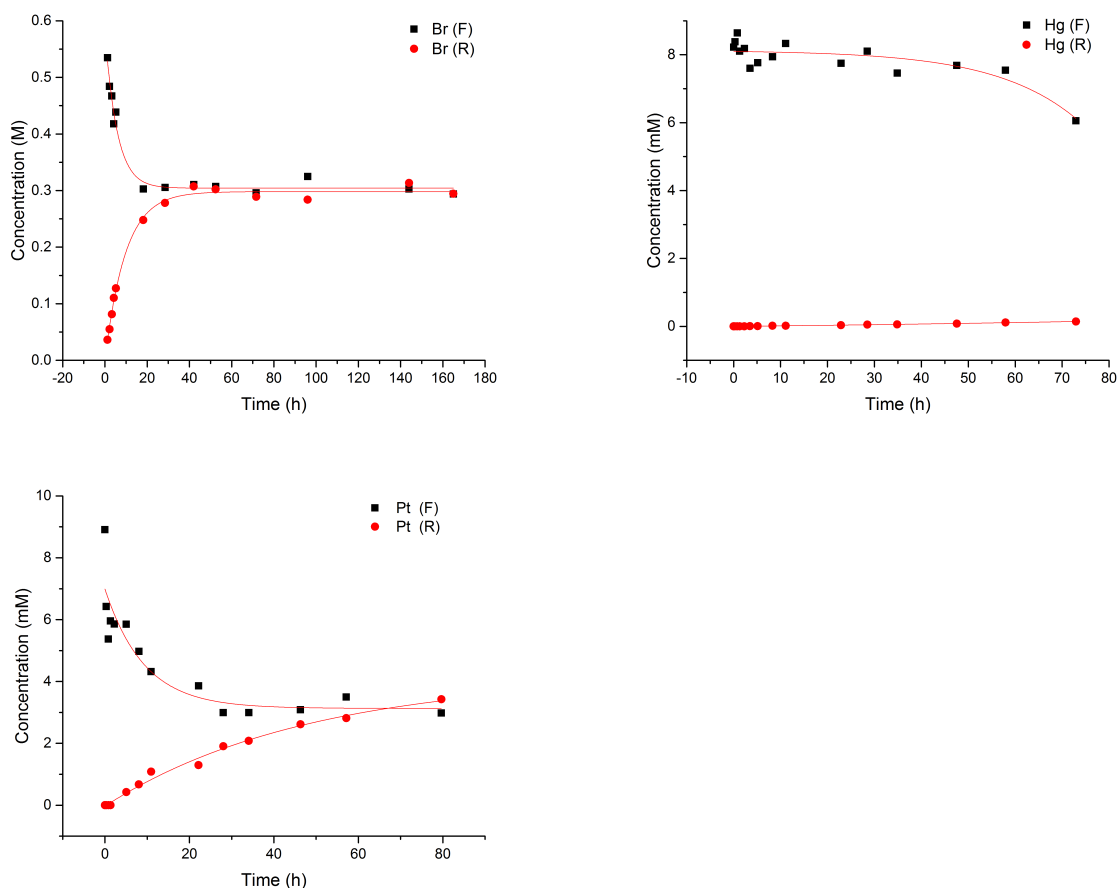 0.6
0.5
0.4
0.3
0.2
0.1
0.0
-20 0 20 40 60 80 100 120 140 160 180
Concentration (M)
Time (h)
Br (F)
Br (R)
8
6
4
2
0
-10 0 10 20 30 40 50 60 70 80
Concentration (mM)
Time (h)
Hg (F)
Hg (R)
10
8
6
4
2
0
0 20 40 60 80
Concentration (mM)
Time (h)
Pt (F)
Pt (R)